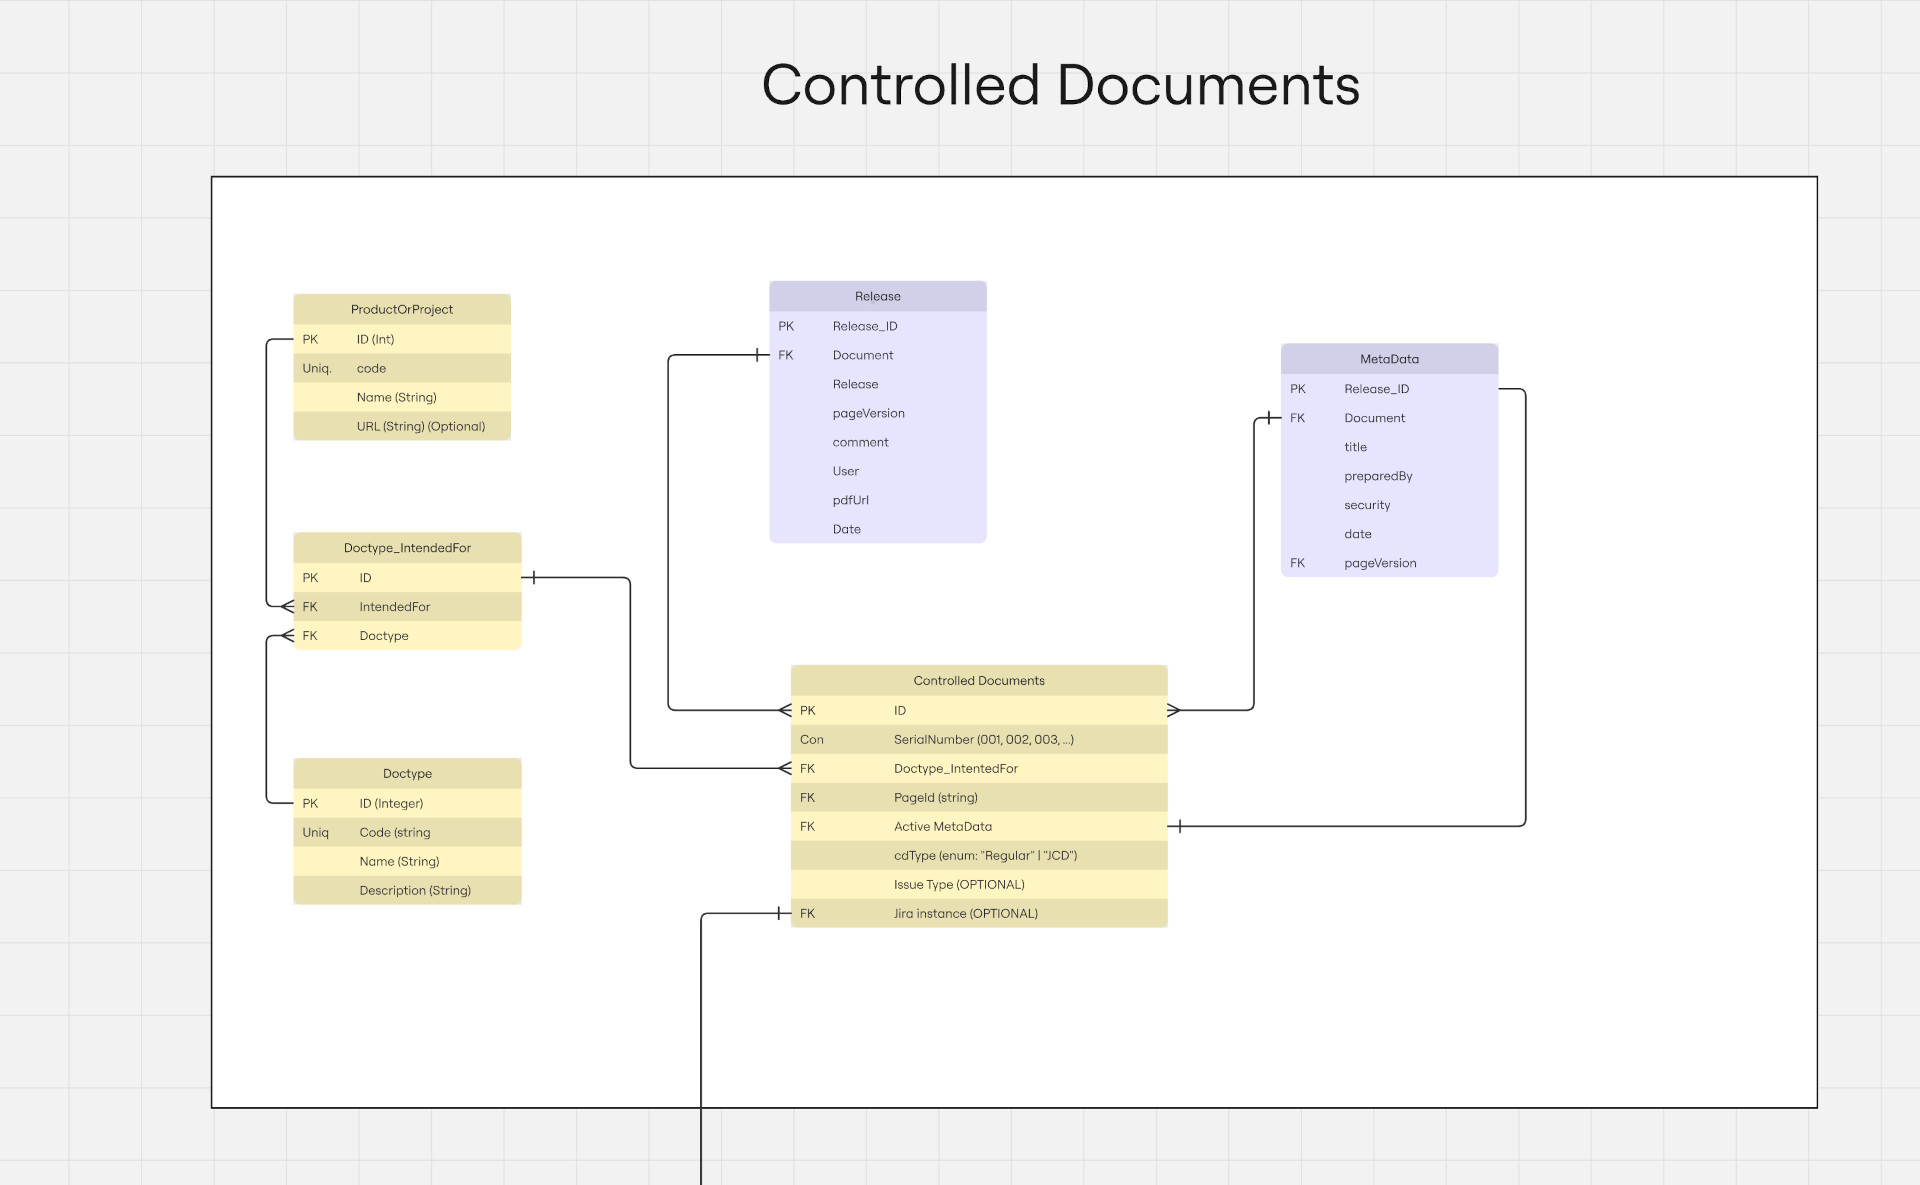 Controlled Documents
ProductOrProject
PK ID (Int)
Uniq. code
Name (String)
URL (String) (Optional)
Doctype_IntendedFor
PK ID
FK IntendedFor
FK Doctype
Doctype
PK ID (Integer)
Uniq Code (string
Name (String)
Description (String)
Release
PK Release_ID
FK Document
Release
pageVersion
comment
User
pdfUrl
Date
MetaData
PK Release_ID
FK Document
title
preparedBy
security
date
FK pageVersion
Controlled Documents
PK ID
Con SerialNumber (001, 002, 003, ...)
FK Doctype_IntentedFor
FK PageId (string)
FK Active MetaData
cdType (enum: "Regular" | "JCD")
Issue Type (OPTIONAL)
FK Jira instance (OPTIONAL)